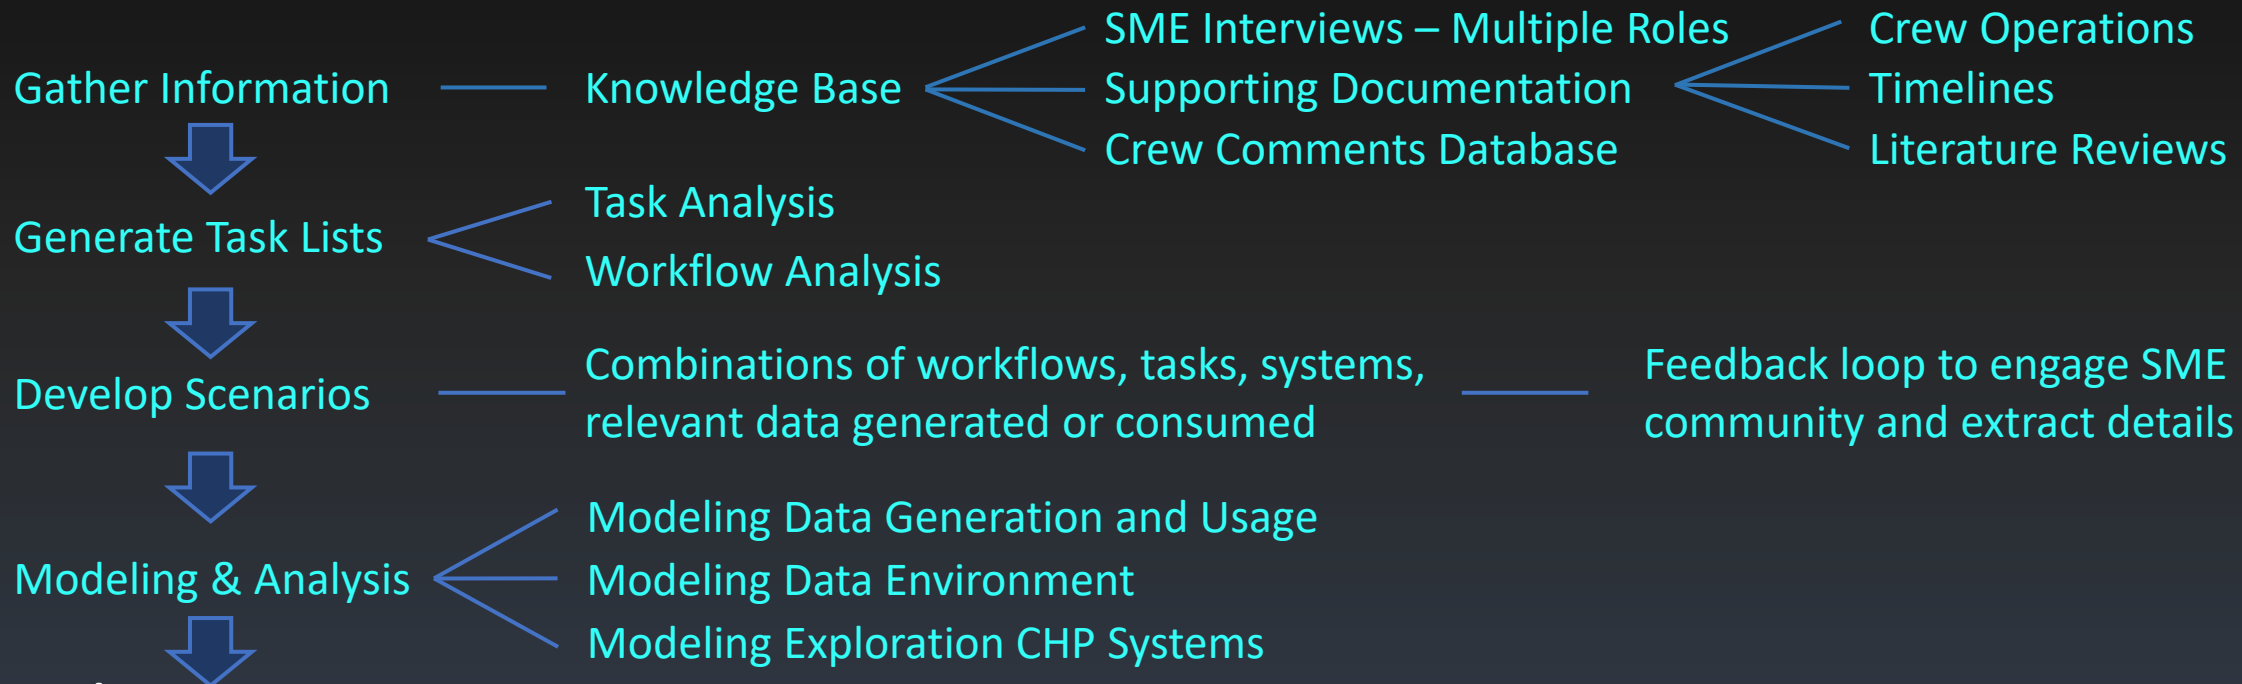 SME Interviews – Multiple Roles
Crew Operations
Gather Information
Knowledge Base
Supporting Documentation
Timelines
Crew Comments Database
Literature Reviews
Task Analysis
Generate Task Lists
Workflow Analysis
Combinations of workflows, tasks, systems,
relevant data generated or consumed
Feedback loop to engage SME
community and extract details
Develop Scenarios
Modeling Data Generation and Usage
Modeling & Analysis
Modeling Data Environment
Modeling Exploration CHP Systems